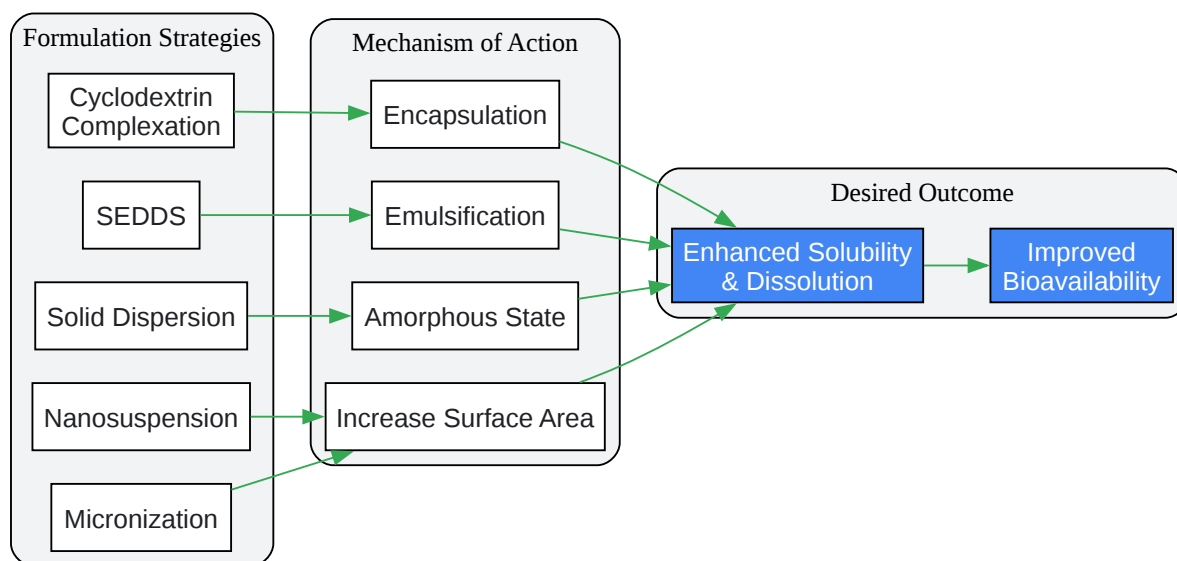 Formulation Strategies
Cyclodextrin
Complexation
SEDDS
Solid Dispersion
Nanosuspension
Micronization
Mechanism of Action
Encapsulation
Emulsification
Amorphous State
Increase Surface Area
Desired Outcome
Enhanced Solubility
& Dissolution
Improved
Bioavailability